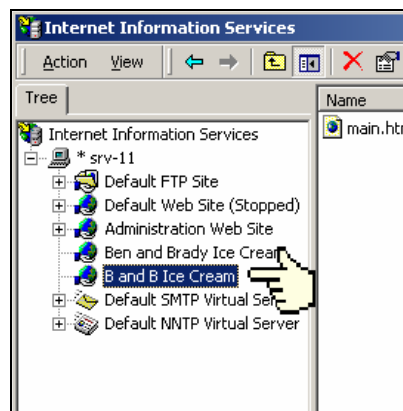 Internet Information Services
Action View
Tree
Name
Internet Information Services
main.htm
* srv-11
Default FTP Site
Default Web Site (Stopped)
Administration Web Site
Ben and Brady Ice Cream
B and B Ice Cream
Default SMTP Virtual Ser
Default NNTP Virtual Server